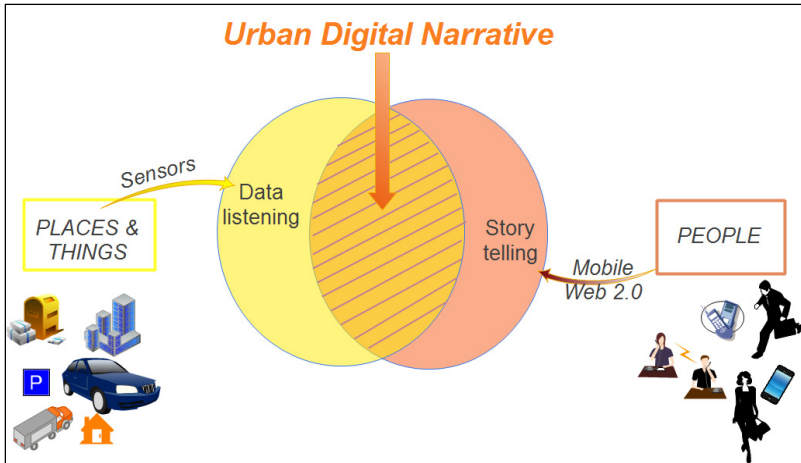 Urban Digital Narrative
Sensors
Data
listening
Story
telling
PLACES &
THINGS
PEOPLE
Mobile
Web 2.0
P